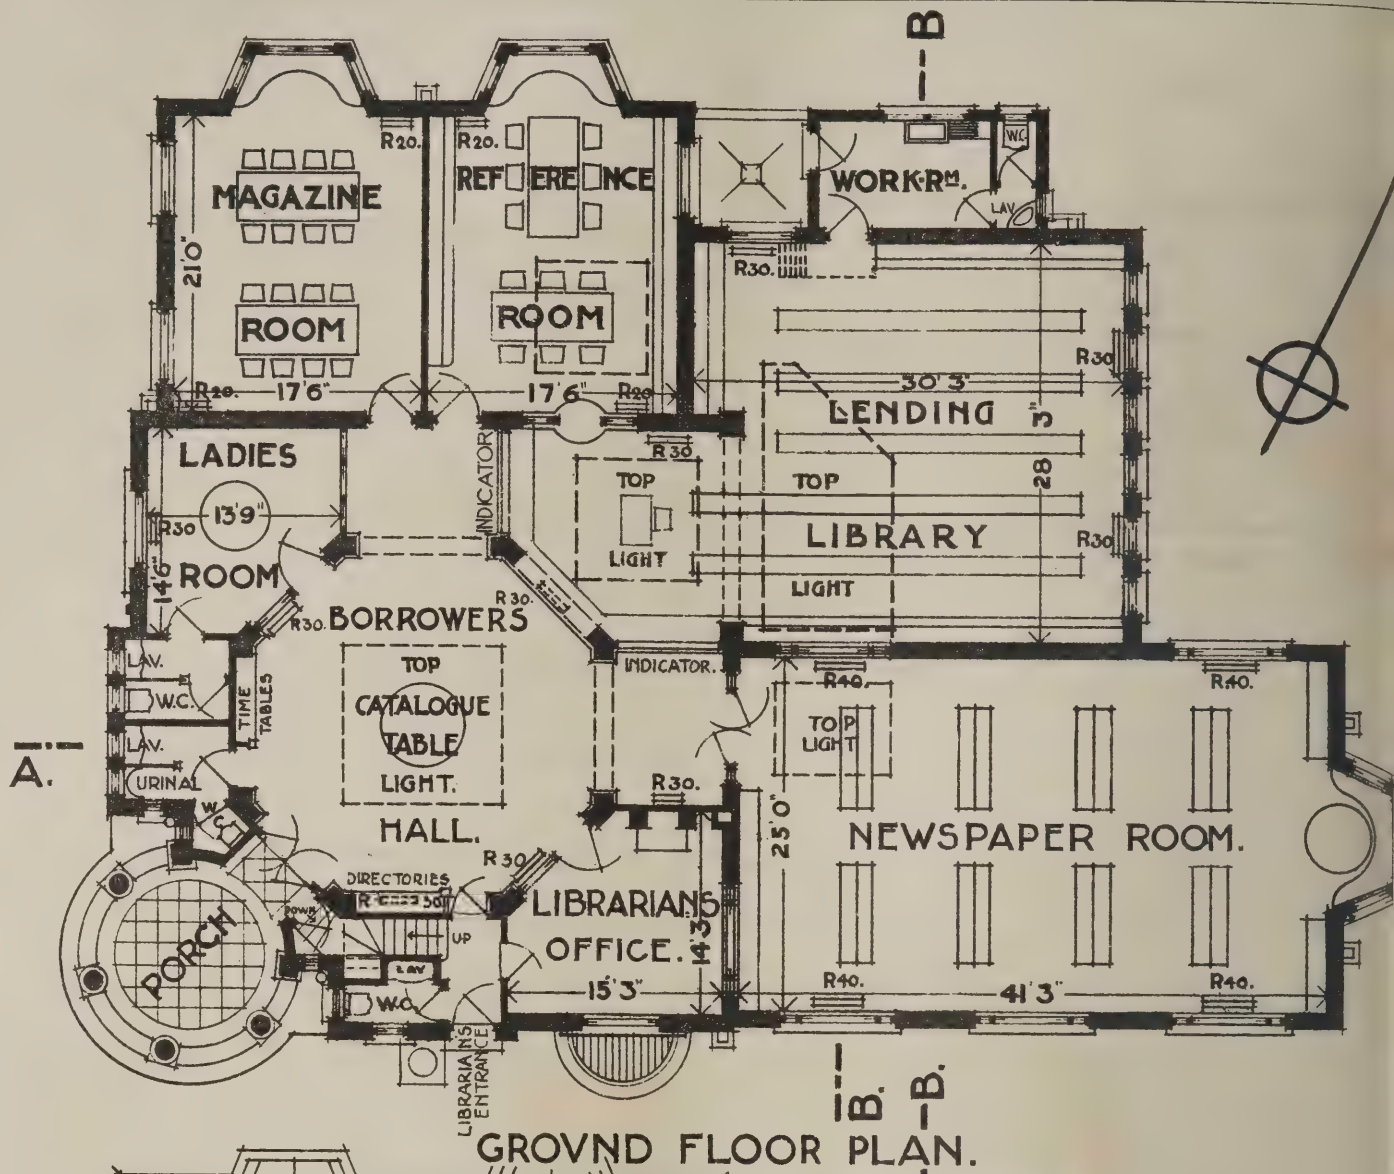 B
R20.
R20.
W.C.
MAGAZINE
REFERENCE
WORK-RM.
LAV.
21'0"
R30.
ROOM
ROOM
R30
R20.
17'6"
17'6"
R20
30'3"
LENDING
28'3"
LADIES
INDICATOR
R30
TOP
TOP
13'9"
R30
LIBRARY
R30
ROOM
LIGHT
LIGHT
14'6"
R30.
R30.
BORROWERS
LAV.
TOP
INDICATOR.
W.C.
TIME
TABLES
CATALOGUE
R40.
R40.
TABLE
TOP
LIGHT
LAV.
A.
URINAL
LIGHT.
R30.
W.C.
HALL.
25'0"
NEWSPAPER ROOM.
R30
DIRECTORIES
R 30
LIBRARIANS
PORCH
DOWN
UP
OFFICE.
14'3"
LAV
W.C.
15'3"
R40.
41'3"
R40.
LIBRARIANS
ENTRANCE
B.
B.
GROVND FLOOR PLAN.